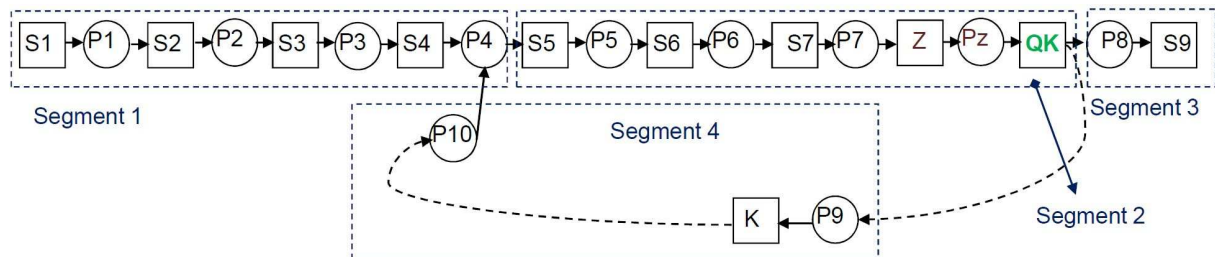 S1 P1 S2 P2 S3 P3 S4 P4 S5 P5 S6 P6 S7 P7 Z Pz QK P8 S9
Segment 1
Segment 3
P10
Segment 4
K P9
Segment 2